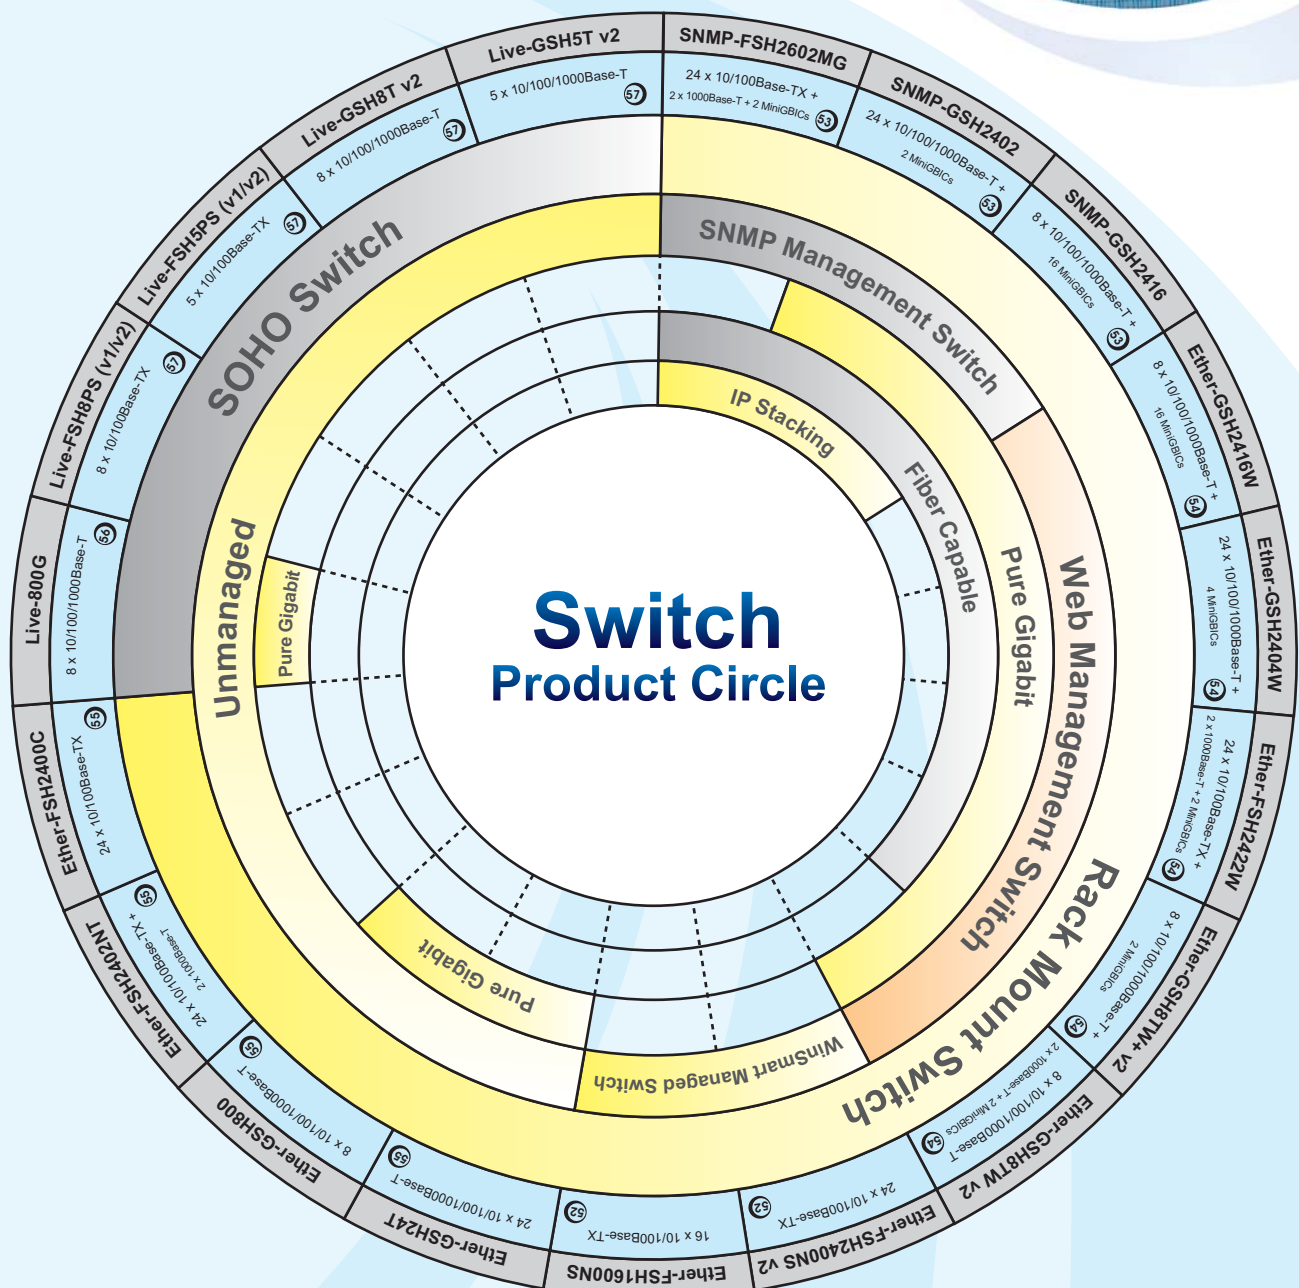 Switch
Product Circle
SNMP-FSH2602MG
24 x 10/100Base-TX +
2 x 1000Base-T + 2 MiniGBICs
53
SNMP-GSH2402
24 x 10/100/1000Base-T +
2 MiniGBICs
53
SNMP-GSH2416
8 x 10/100/1000Base-T +
16 MiniGBICs
53
Ether-GSH2416W
8 x 10/100/1000Base-T +
16 MiniGBICs
54
Ether-GSH2404W
24 x 10/100/1000Base-T +
4 MiniGBICs
54
Ether-FSH2422W
24 x 10/100Base-TX +
2 x 1000Base-T + 2 MiniGBICs
54
Ether-GSH8TW+ v2
8 x 10/100/1000Base-T +
2 MiniGBICs
54
Ether-GSH8TW v2
8 x 10/100/1000Base-T
2 x 1000Base-T + 2 MiniGBICs
54
Ether-FSH2400NS v2
24 x 10/100Base-TX
52
Ether-FSH1600NS
16 x 10/100Base-TX
52
Ether-GSH24T
24 x 10/100/1000Base-T
55
Ether-GSH800
8 x 10/100/1000Base-T
55
Ether-FSH2402NT
24 x 10/100Base-TX +
2 x 1000Base-T
55
Ether-FSH2400C
24 x 10/100Base-TX
55
Live-800G
8 x 10/100/1000Base-T
56
Live-FSH8PS (v1/v2)
8 x 10/100Base-TX
57
Live-FSH5PS (v1/v2)
5 x 10/100Base-TX
57
Live-GSH8T v2
8 x 10/100/1000Base-T
57
Live-GSH5T v2
5 x 10/100/1000Base-T
57
SOHO Switch
Rack Mount Switch
SNMP Management Switch
Web Management Switch
WinSmart Managed Switch
Unmanaged
Pure Gigabit
Pure Gigabit
Pure Gigabit
Fiber Capable
IP Stacking